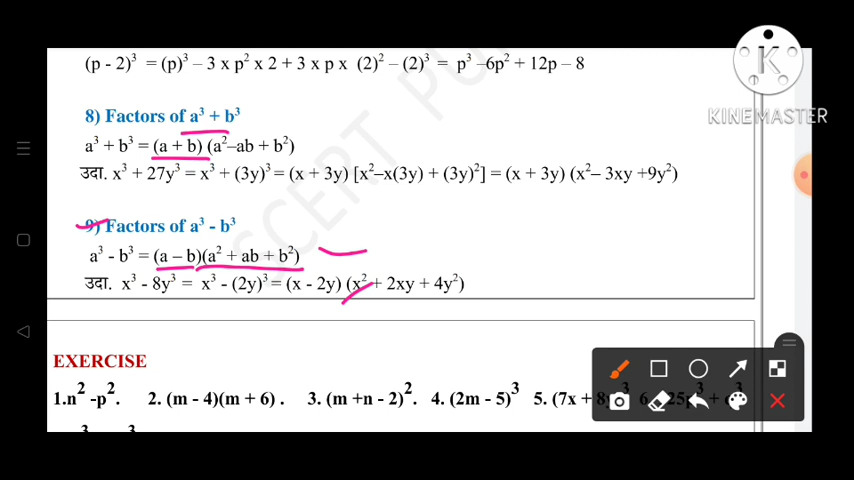 (p - 2)³ = (p)³ – 3 x p² x 2 + 3 x p x (2)² – (2)³ = p³ –6p² + 12p – 8
KINEMASTER
8) Factors of a³ + b³
a³ + b³ = (a + b) (a²–ab + b²)
उदा. x³ + 27y³ = x³ + (3y)³ = (x + 3y) [x²–x(3y) + (3y)²] = (x + 3y) (x²– 3xy +9y²)
9) Factors of a³ - b³
a³ - b³ = (a – b)(a² + ab + b²)
उदा. x³ - 8y³ = x³ - (2y)³ = (x - 2y) (x² + 2xy + 4y²)
EXERCISE
1.n² -p². 2. (m - 4)(m + 6) . 3. (m +n - 2)². 4. (2m - 5)³ 5. (7x + 8y
SCERT